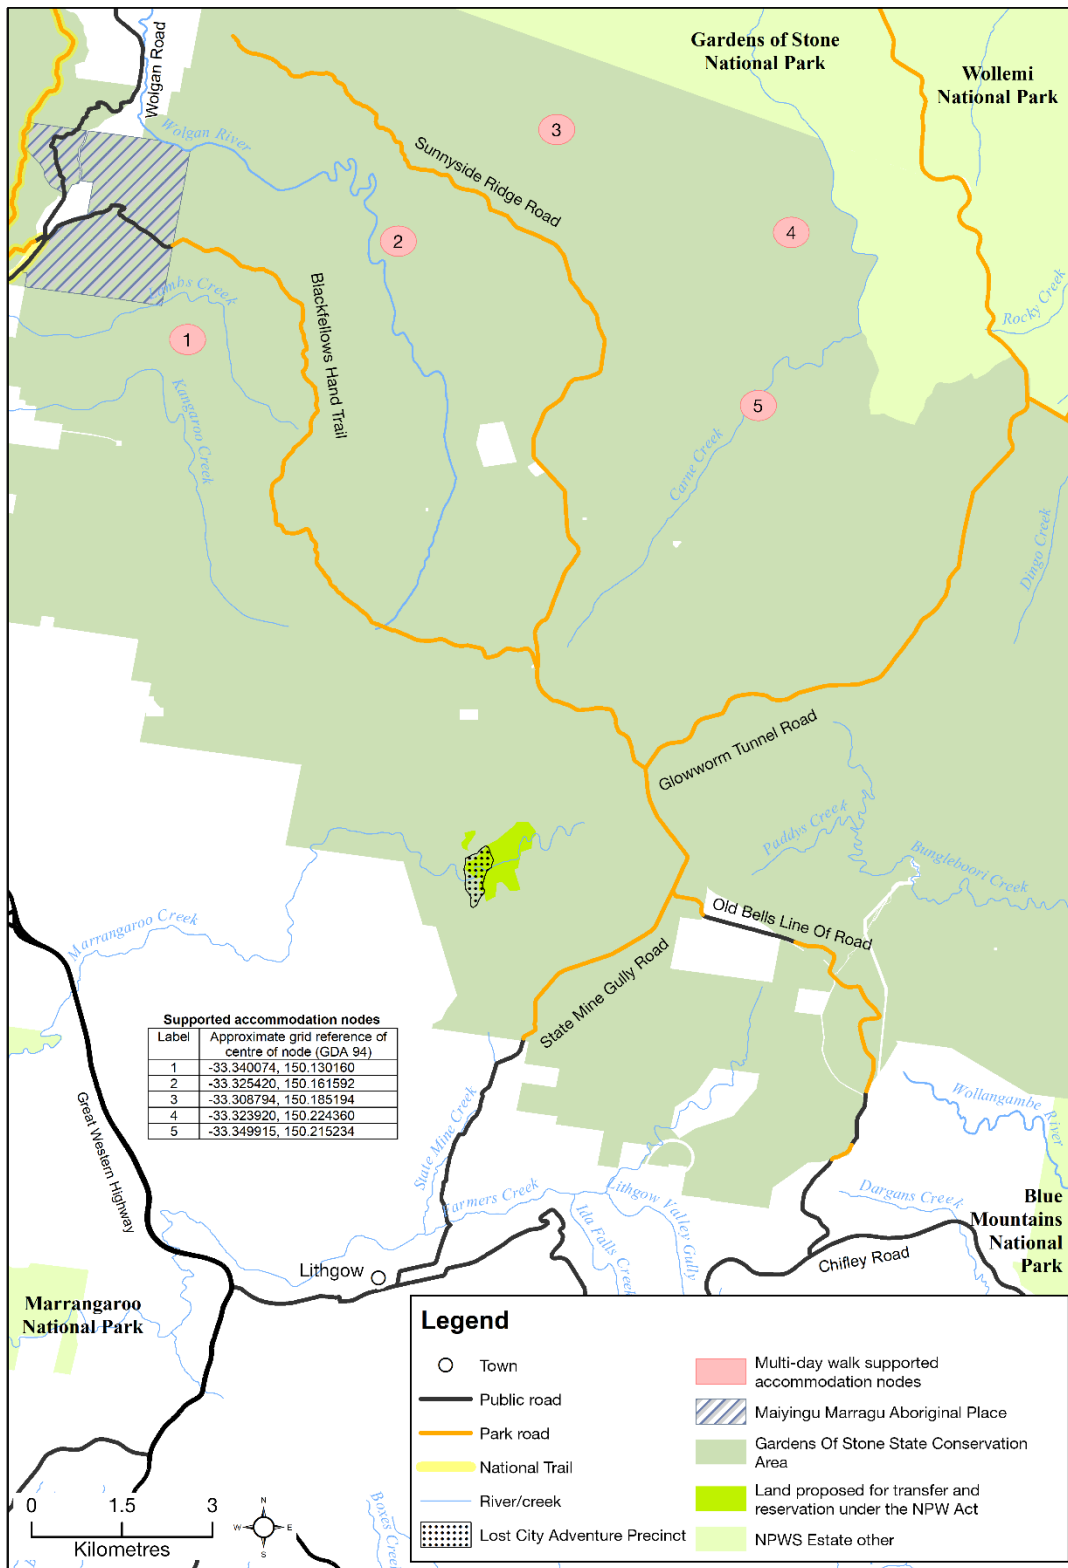 Gardens of Stone
National Park
Wollemi
National Park
Wolgan Road
Wolgan River
3
Sunnyside Ridge Road
4
2
Blackfellows Hand Trail
Lambs Creek
Rocky Creek
1
Kangaroo Creek
5
Carne Creek
Dingo Creek
Glowworm Tunnel Road
Paddys Creek
Bungleboori Creek
Old Bells Line Of Road
Marrangaroo Creek
State Mine Gully Road
Supported accommodation nodes
Label Approximate grid reference of
centre of node (GDA 94)
1 -33.340074, 150.130160
2 -33.325420, 150.161592
3 -33.308794, 150.185194
4 -33.323920, 150.224360
5 -33.349915, 150.215234
Great Western Highway
State Mine Creek
Wollangambe River
Farmers Creek
Lithgow Valley Gully
Ida Falls Creek
Dargans Creek
Blue
Mountains
National
Park
Chifley Road
Lithgow
Marrangaroo
National Park
Legend
Town
Public road
Park road
National Trail
River/creek
Lost City Adventure Precinct
Multi-day walk supported
accommodation nodes
Maiyingu Marragu Aboriginal Place
Gardens Of Stone State Conservation
Area
Land proposed for transfer and
reservation under the NPW Act
NPWS Estate other
0 1.5 3
Kilometres
N
W E
S
Boxes Creek